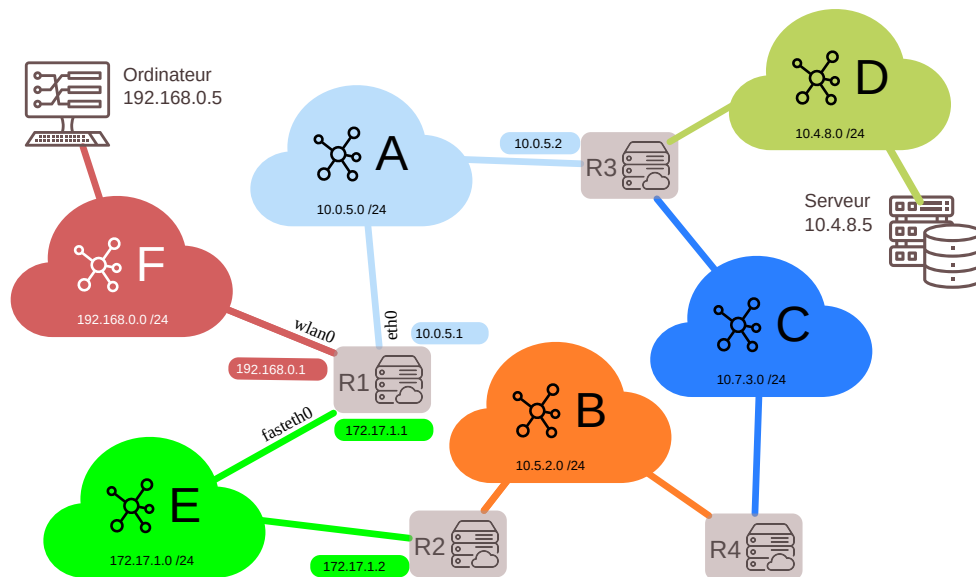 Ordinateur
192.168.0.5
A
10.0.5.0 /24
10.0.5.2
R3
D
10.4.8.0 /24
Serveur
10.4.8.5
F
192.168.0.0 /24
wlan0
eth0
10.0.5.1
192.168.0.1
R1
172.17.1.1
fasteth0
C
10.7.3.0 /24
B
10.5.2.0 /24
E
172.17.1.0 /24
172.17.1.2
R2
R4